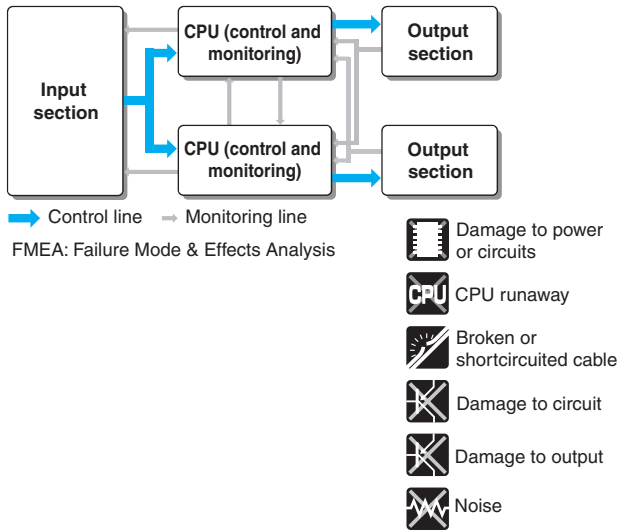 CPU (control and
monitoring)
Output
section
Input
section
CPU (control and
monitoring)
Output
section
Control line
Monitoring line
FMEA: Failure Mode & Effects Analysis
Damage to power
or circuits
CPU
CPU runaway
Broken or
shortcircuited cable
Damage to circuit
Damage to output
Noise